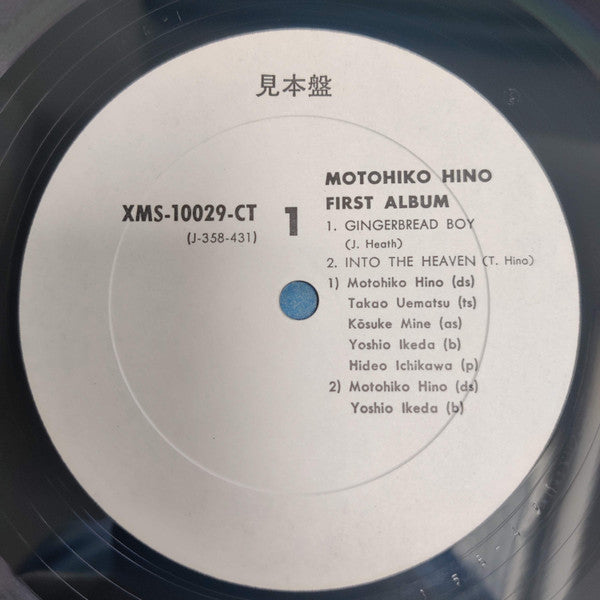 見本盤
XMS-10029-CT
(J-358-431)
1
MOTOHIKO HINO
FIRST ALBUM
1. GINGERBREAD BOY
(J. Heath)
2. INTO THE HEAVEN (T. Hino)
1) Motohiko Hino (ds)
Takao Uematsu (ts)
Kōsuke Mine (as)
Yoshio Ikeda (b)
Hideo Ichikawa (p)
2) Motohiko Hino (ds)
Yoshio Ikeda (b)